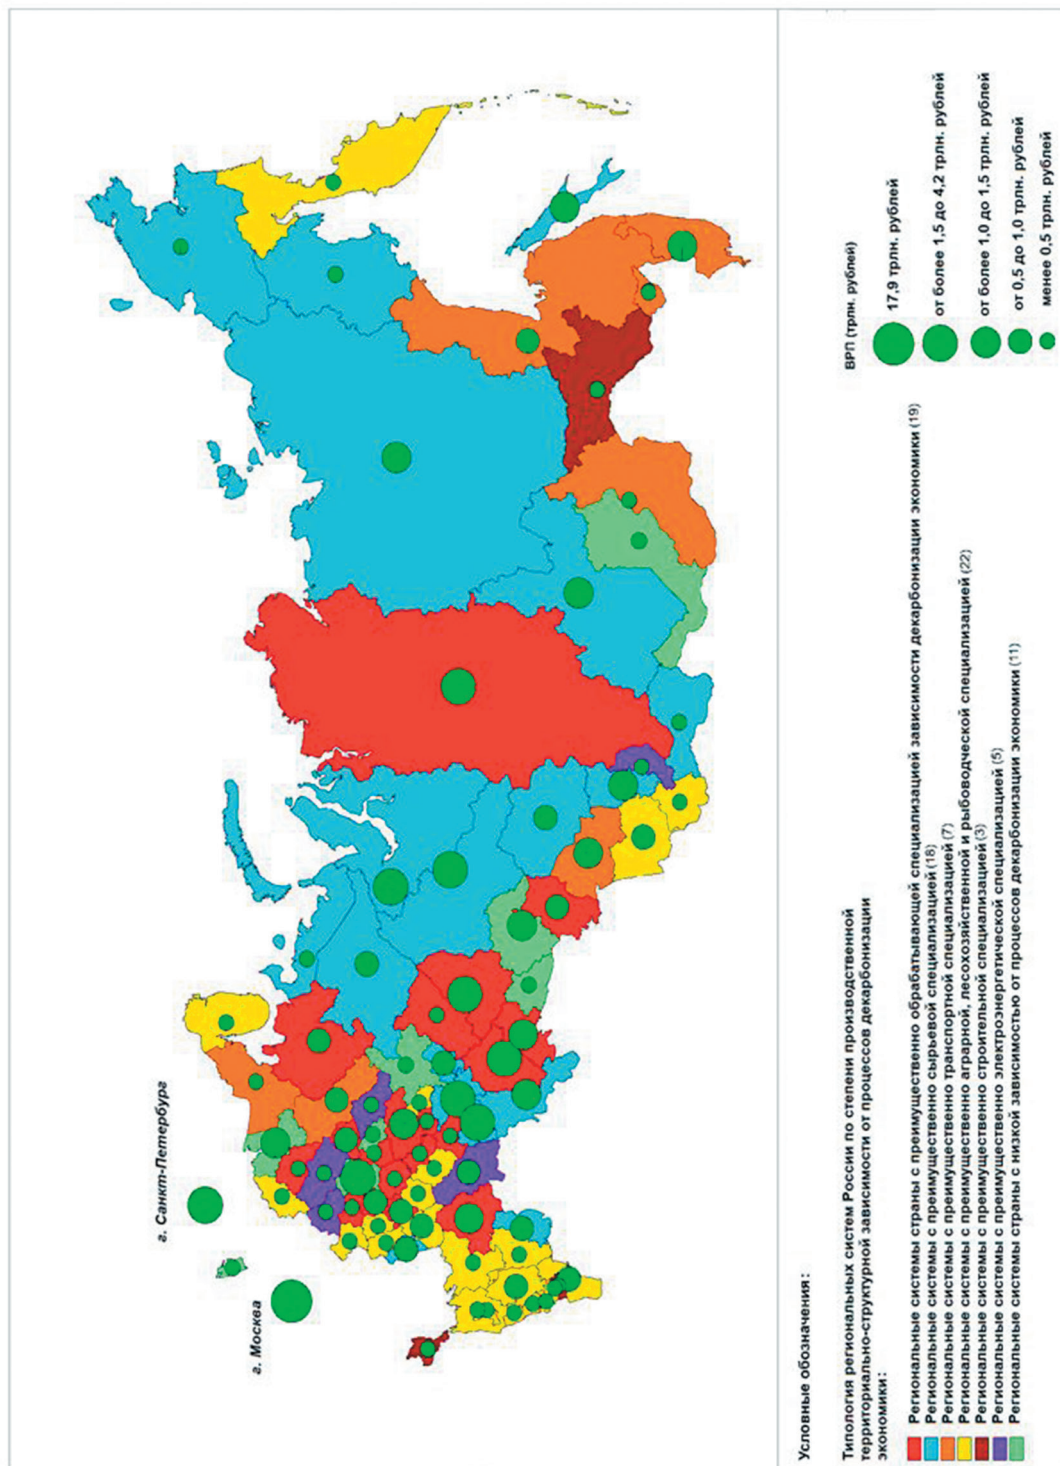 г. Санкт-Петербург
г. Москва
Условные обозначения:
Типология региональных систем России по степени производственной
территориально-структурной зависимости от процессов декарбонизации
экономики:
Региональные системы страны с преимущественно обрабатывающей специализацией зависимости декарбонизации экономики (19)
Региональные системы с преимущественно сырьевой специализацией (18)
Региональные системы с преимущественно транспортной специализацией (7)
Региональные системы с преимущественно аграрной, лесохозяйственной и рыбоводческой специализацией (22)
Региональные системы с преимущественно строительной специализацией (3)
Региональные системы с преимущественно электроэнергетической специализацией (5)
Региональные системы страны с низкой зависимостью от процессов декарбонизации экономики (11)
ВРП (трлн. рублей)
17,9 трлн. рублей
от более 1,5 до 4,2 трлн. рублей
от более 1,0 до 1,5 трлн. рублей
от 0,5 до 1,0 трлн. рублей
менее 0,5 трлн. рублей